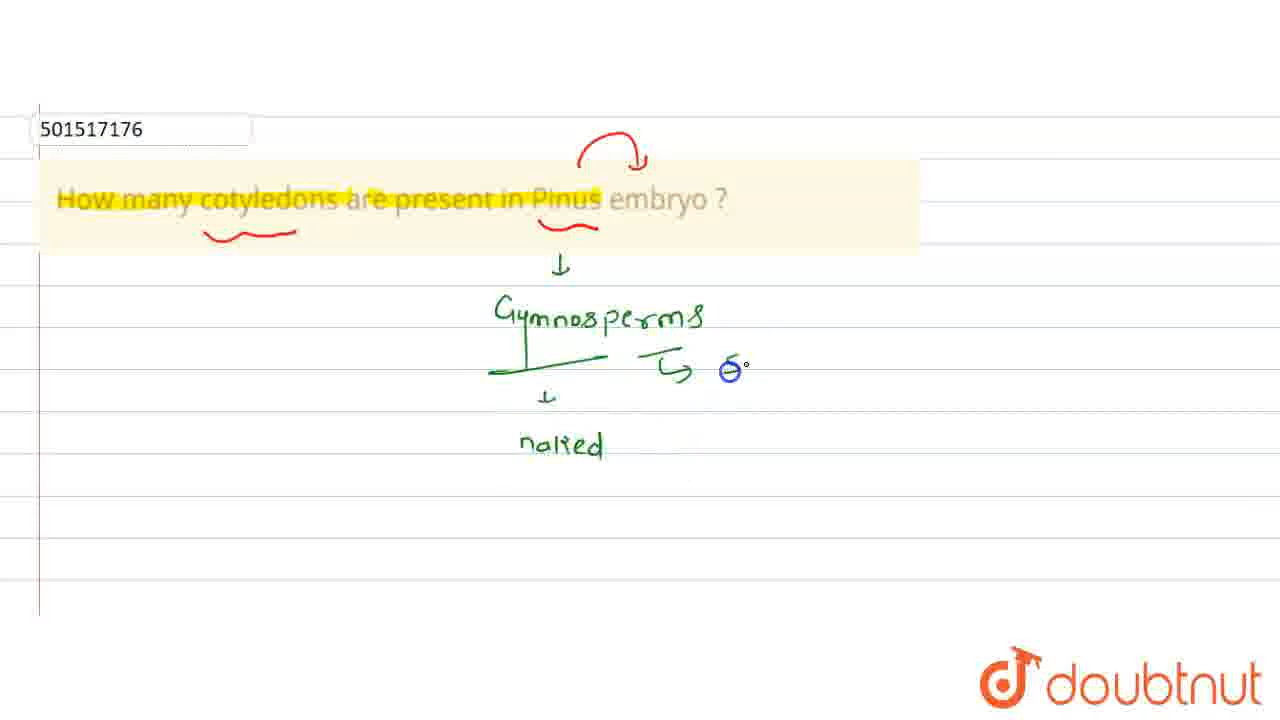 501517176
How many cotyledons are present in Pinus embryo ?
Gymnosperms
naked
doubtnut